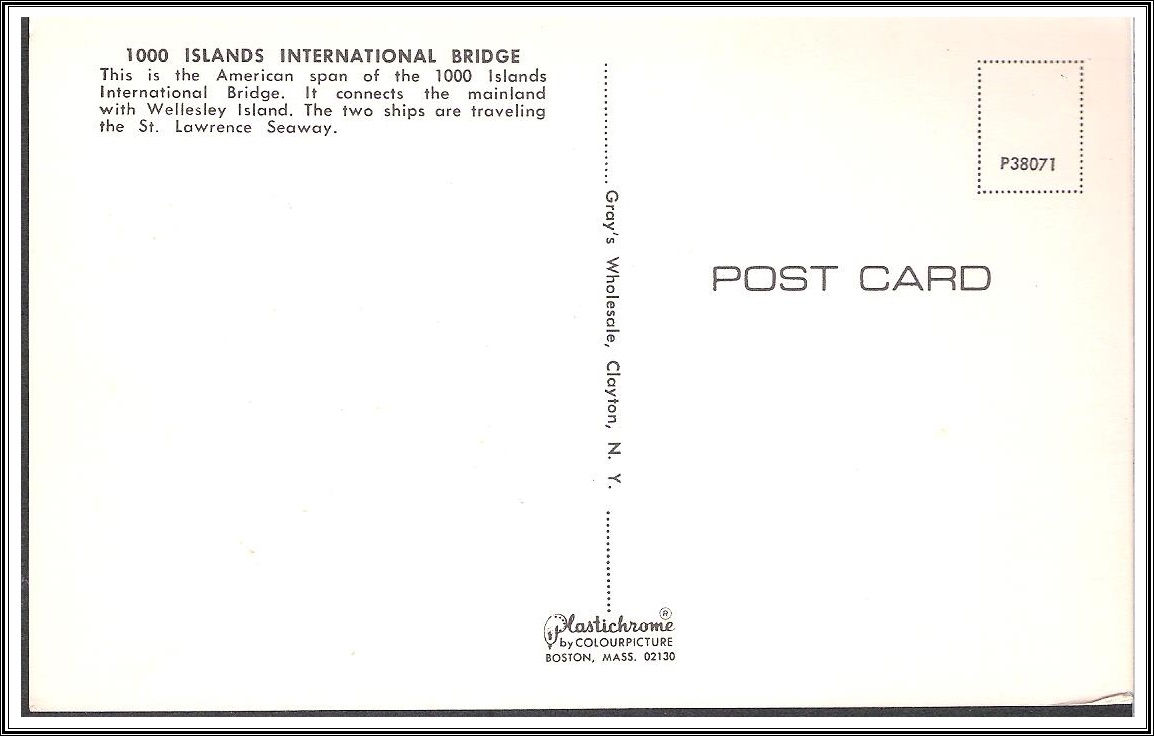 1000 ISLANDS INTERNATIONAL BRIDGE
This is the American span of the 1000 Islands
International Bridge. It connects the mainland
with Wellesley Island. The two ships are traveling
the St. Lawrence Seaway.
P38071
POST CARD
Gray's Wholesale, Clayton, N. Y.
Plastichrome ®
by COLOURPICTURE
BOSTON, MASS. 02130